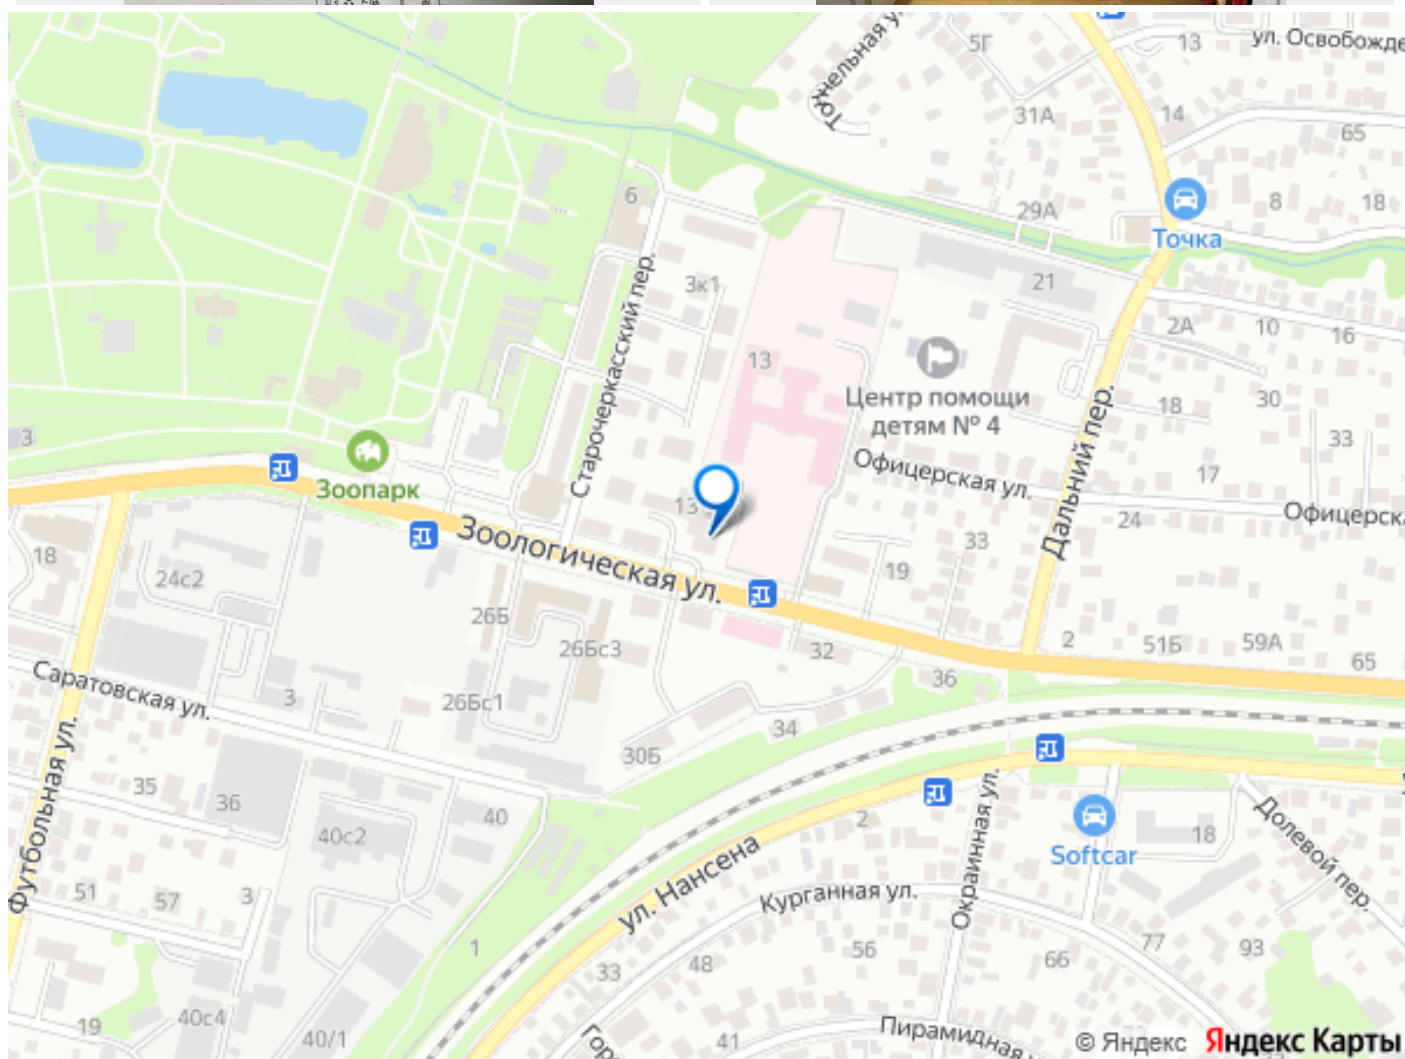 5Г
13
ул. Освобожде
Тоннельная ул.
31А
14
65
6
29А
8
18
Точка
3к1
21
2А
10
16
13
Старочеркасский пер.
Центр помощи
детям № 4
18
30
33
3
Зоопарк
Офицерская ул.
17
Дальний пер.
13
24
Офицерск
Зоологическая ул.
33
18
24с2
19
26Б
26Бс3
32
2
51Б
59А
65
Саратовская ул.
3
26Бс1
36
34
30Б
Футбольная ул.
35
36
40
40с2
2
Окраинная ул.
Softcar
18
Долевой пер.
ул. Нансена
51
57
3
Курганная ул.
1
56
77
93
33
48
66
19
40с4
40/1
41
Пирамидная
© Яндекс
Яндекс Карты